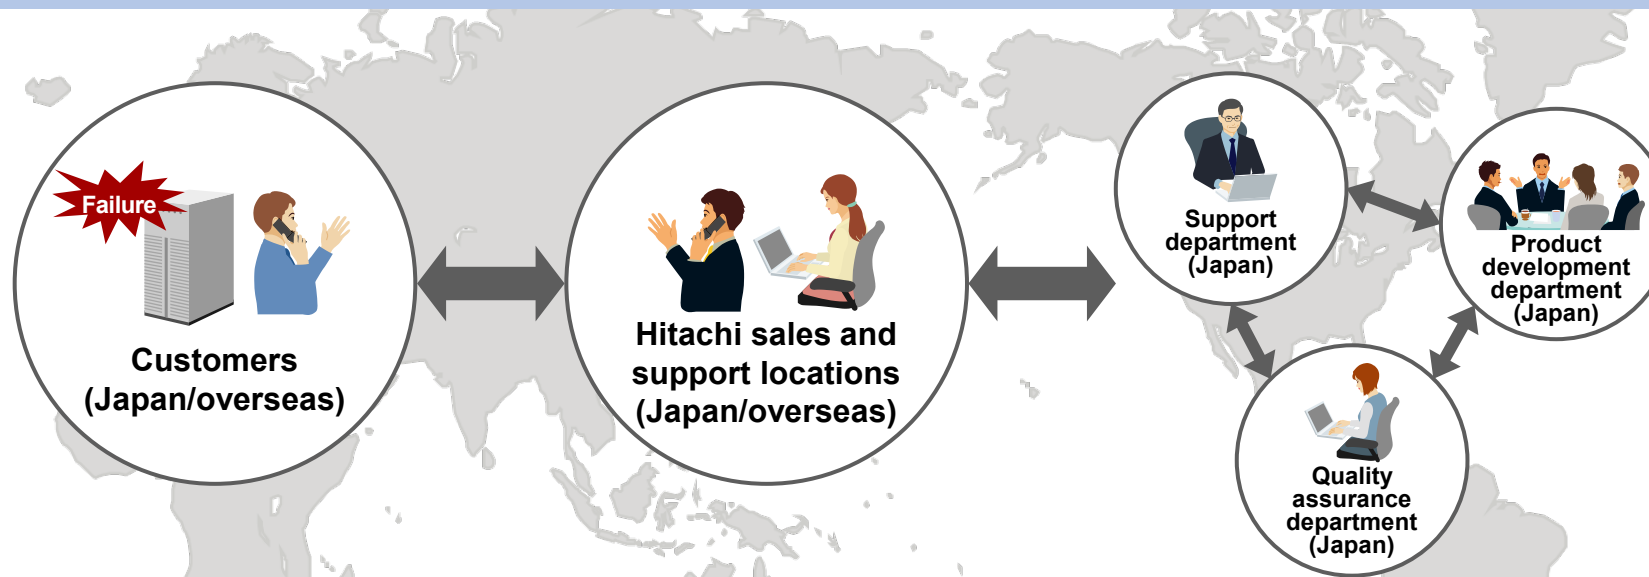 Failure
Customers
(Japan/overseas)
Hitachi sales and
support locations
(Japan/overseas)
Support
department
(Japan)
Product
development
department
(Japan)
Quality
assurance
department
(Japan)